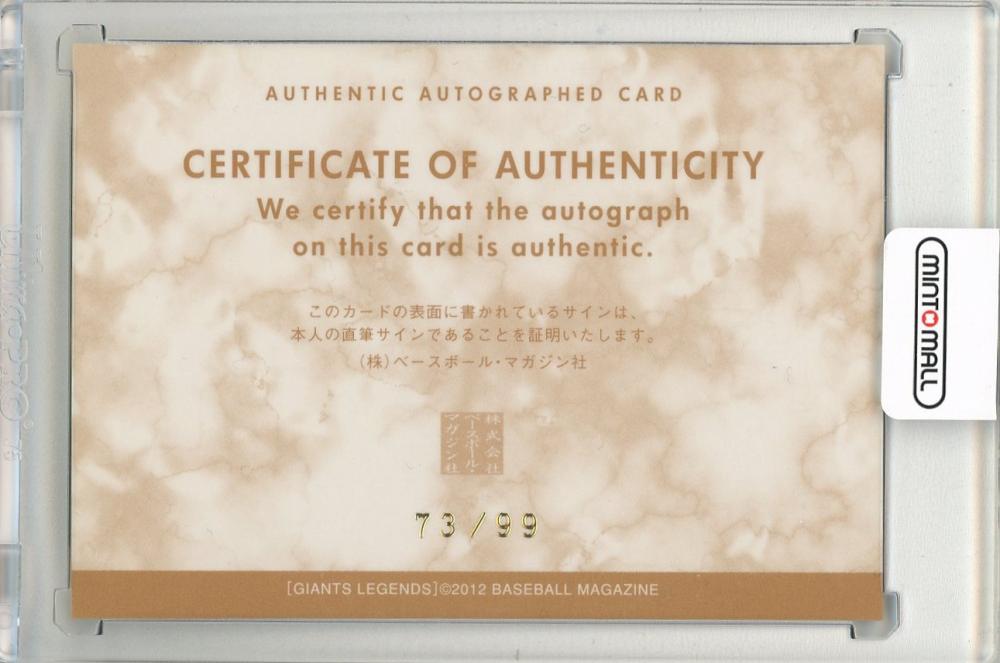 AUTHENTIC AUTOGRAPHED CARD
CERTIFICATE OF AUTHENTICITY
We certify that the autograph
on this card is authentic.
このカードの表面に書かれているサインは、
本人の直筆サインであることを証明いたします。
(株)ベースボール・マガジン社
株式会社
ベースボール・
マガジン社
73/99
[GIANTS LEGENDS]©2012 BASEBALL MAGAZINE
MINTOMALL